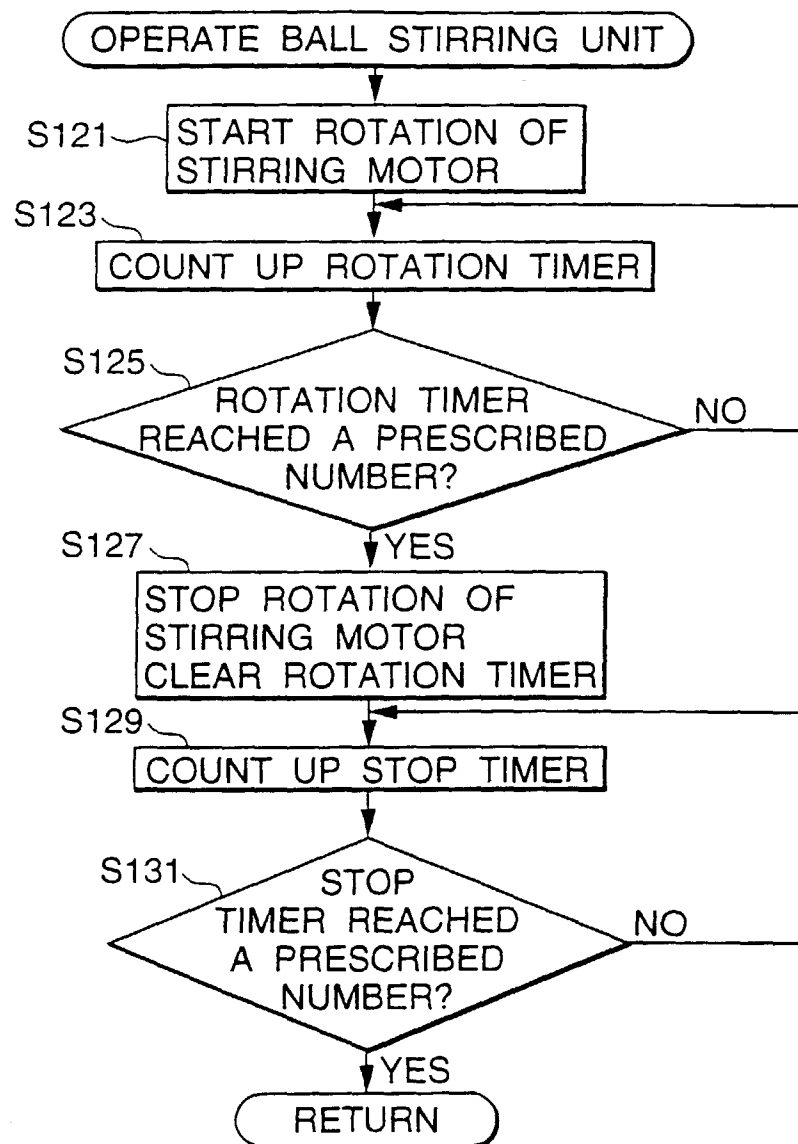 OPERATE BALL STIRRING UNIT
S121
START ROTATION OF
STIRRING MOTOR
S123
COUNT UP ROTATION TIMER
S125
ROTATION TIMER
REACHED A PRESCRIBED
NUMBER?
NO
YES
S127
STOP ROTATION OF
STIRRING MOTOR
CLEAR ROTATION TIMER
S129
COUNT UP STOP TIMER
S131
STOP
TIMER REACHED
A PRESCRIBED
NUMBER?
NO
YES
RETURN